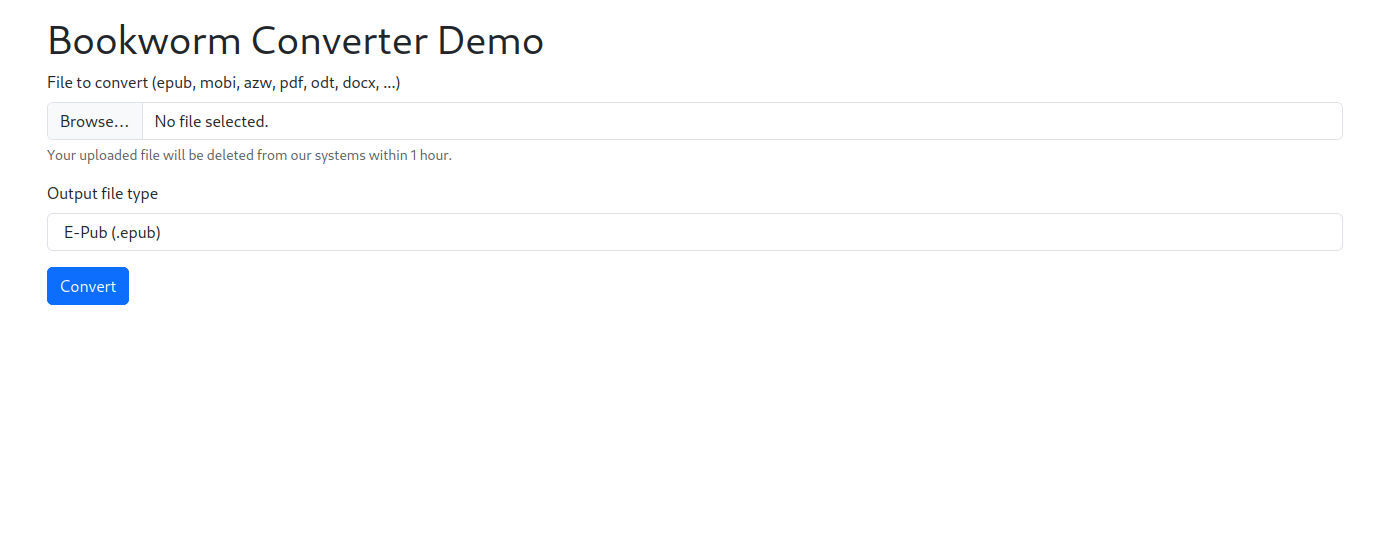 Bookworm Converter Demo
File to convert (epub, mobi, azw, pdf, odt, docx, ...)
Browse... No file selected.
Your uploaded file will be deleted from our systems within 1 hour.
Output file type
E-Pub (.epub)
Convert